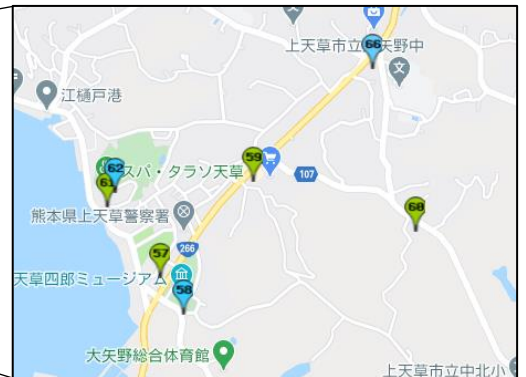 66
上天草市立
矢野中
江樋戸港
59
62
スパ・タラソ天草
61
107
熊本県上天草警察署
68
57
266
天草四郎ミュージアム
58
大矢野総合体育館
上天草市立中北小